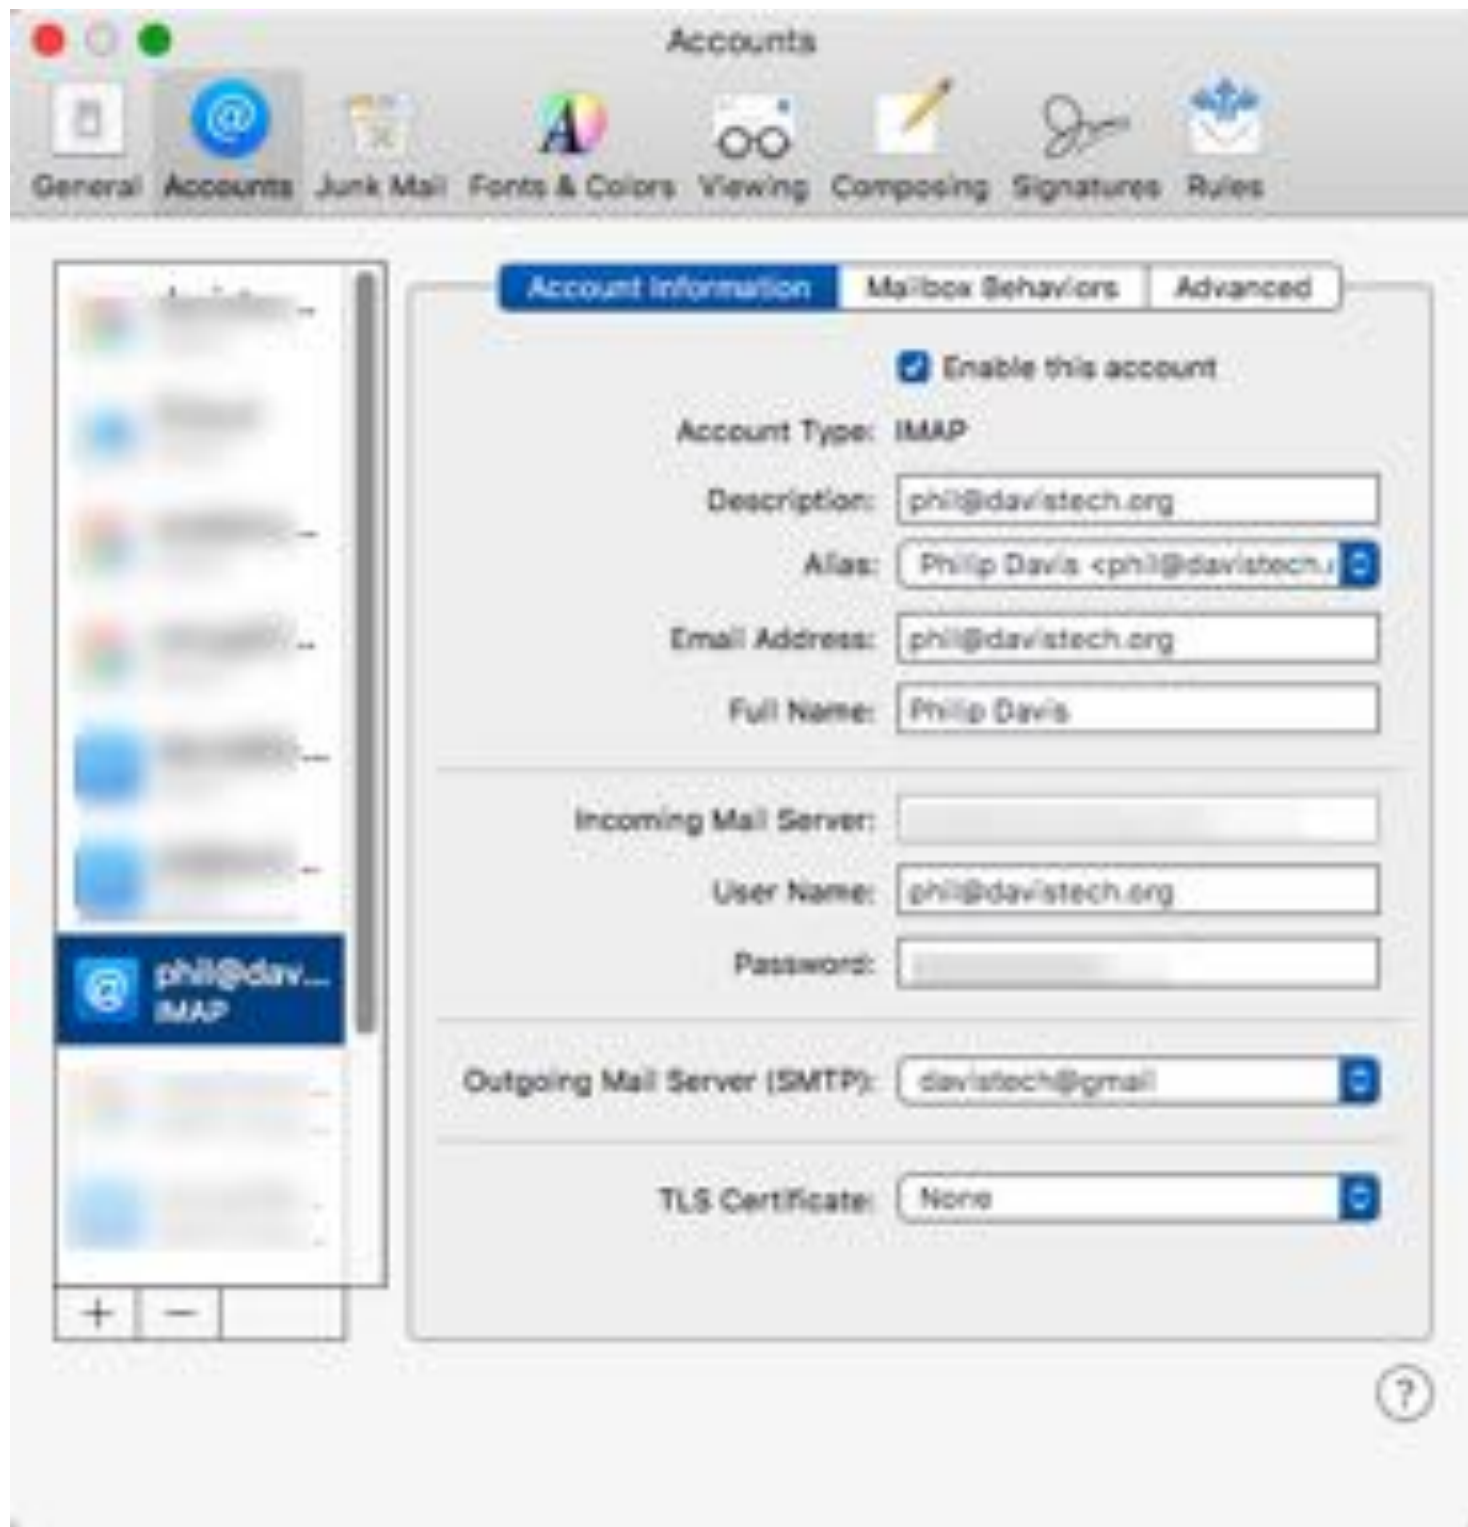 Accounts
General Accounts Junk Mail Fonts & Colors Viewing Composing Signatures Rules
Account Information Mailbox Behaviors Advanced
Enable this account
Account Type: IMAP
Description: phil@davistech.org
Alias: Philip Davis <phil@davistech.
Email Address: phil@davistech.org
Full Name: Philip Davis
Incoming Mail Server:
User Name: phil@davistech.org
Password:
phil@dav...
IMAP
Outgoing Mail Server (SMTP): davistech@gmail
TLS Certificate: None
+ −
?